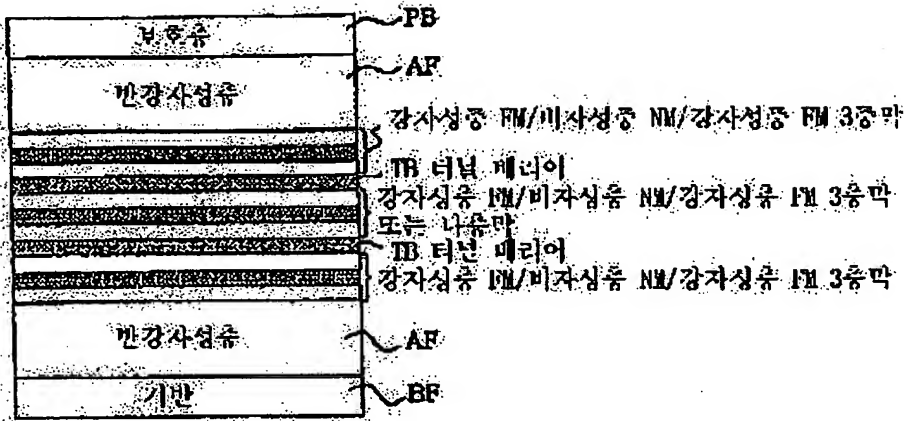 보호층 PB
반강자성층 AF
강자성층 FM/비자성층 NM/강자성층 FM 3층막
TB 터널 배리어
강자성층 FM/비자성층 NM/강자성층 FM 3층막
또는 다층막
TB 터널 배리어
강자성층 FM/비자성층 NM/강자성층 FM 3층막
반강자성층 AF
기반 BF